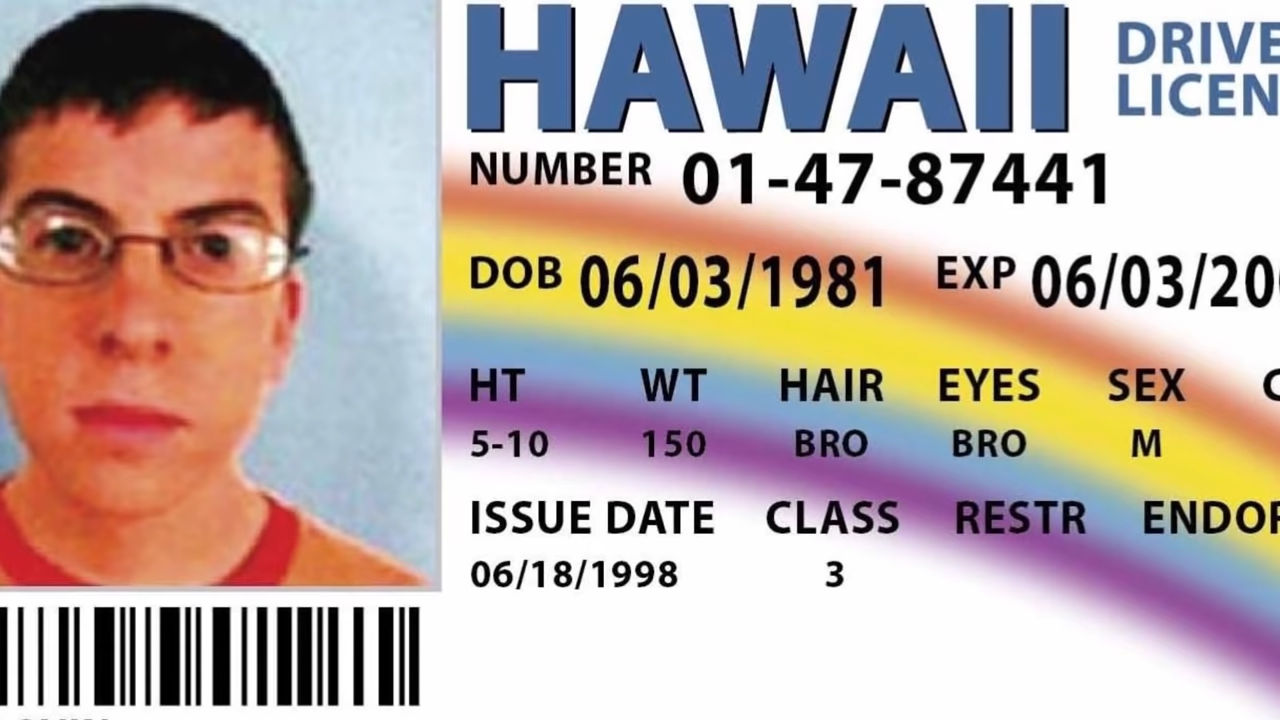 HAWAII
DRIVE
LICEN
NUMBER 01-47-87441
DOB 06/03/1981 EXP 06/03/20
HT WT HAIR EYES SEX
5-10 150 BRO BRO M
ISSUE DATE CLASS RESTR ENDOR
06/18/1998 3